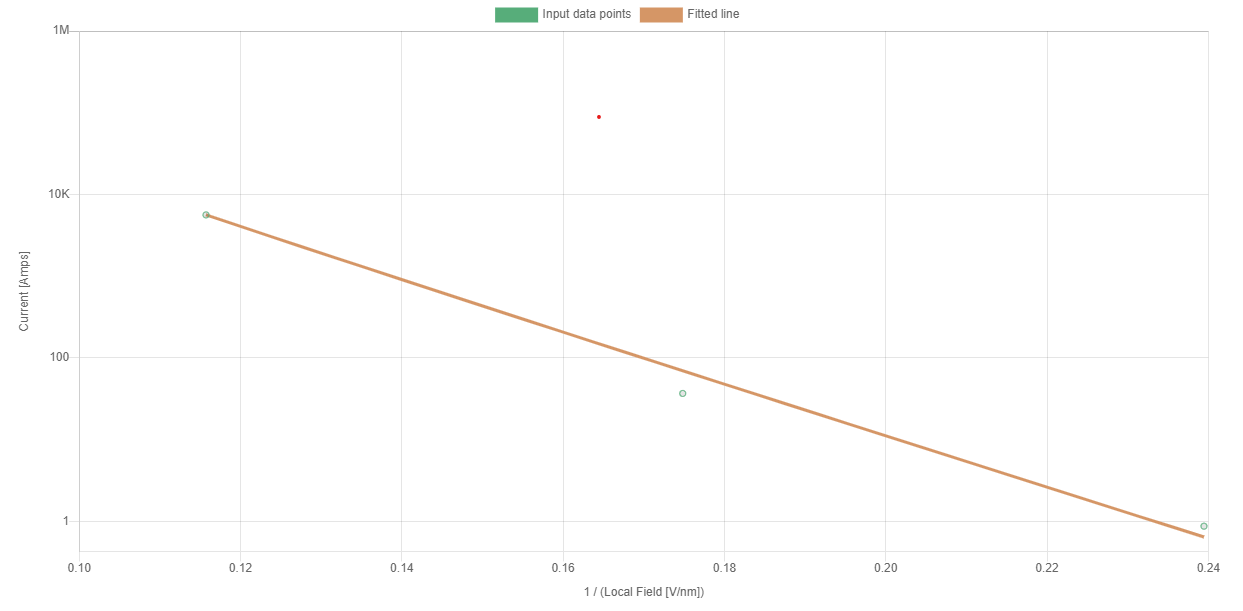 Input data points Fitted line
1M
10K
100
1
Current [Amps]
0.10 0.12 0.14 0.16 0.18 0.20 0.22 0.24
1 / (Local Field [V/nm])